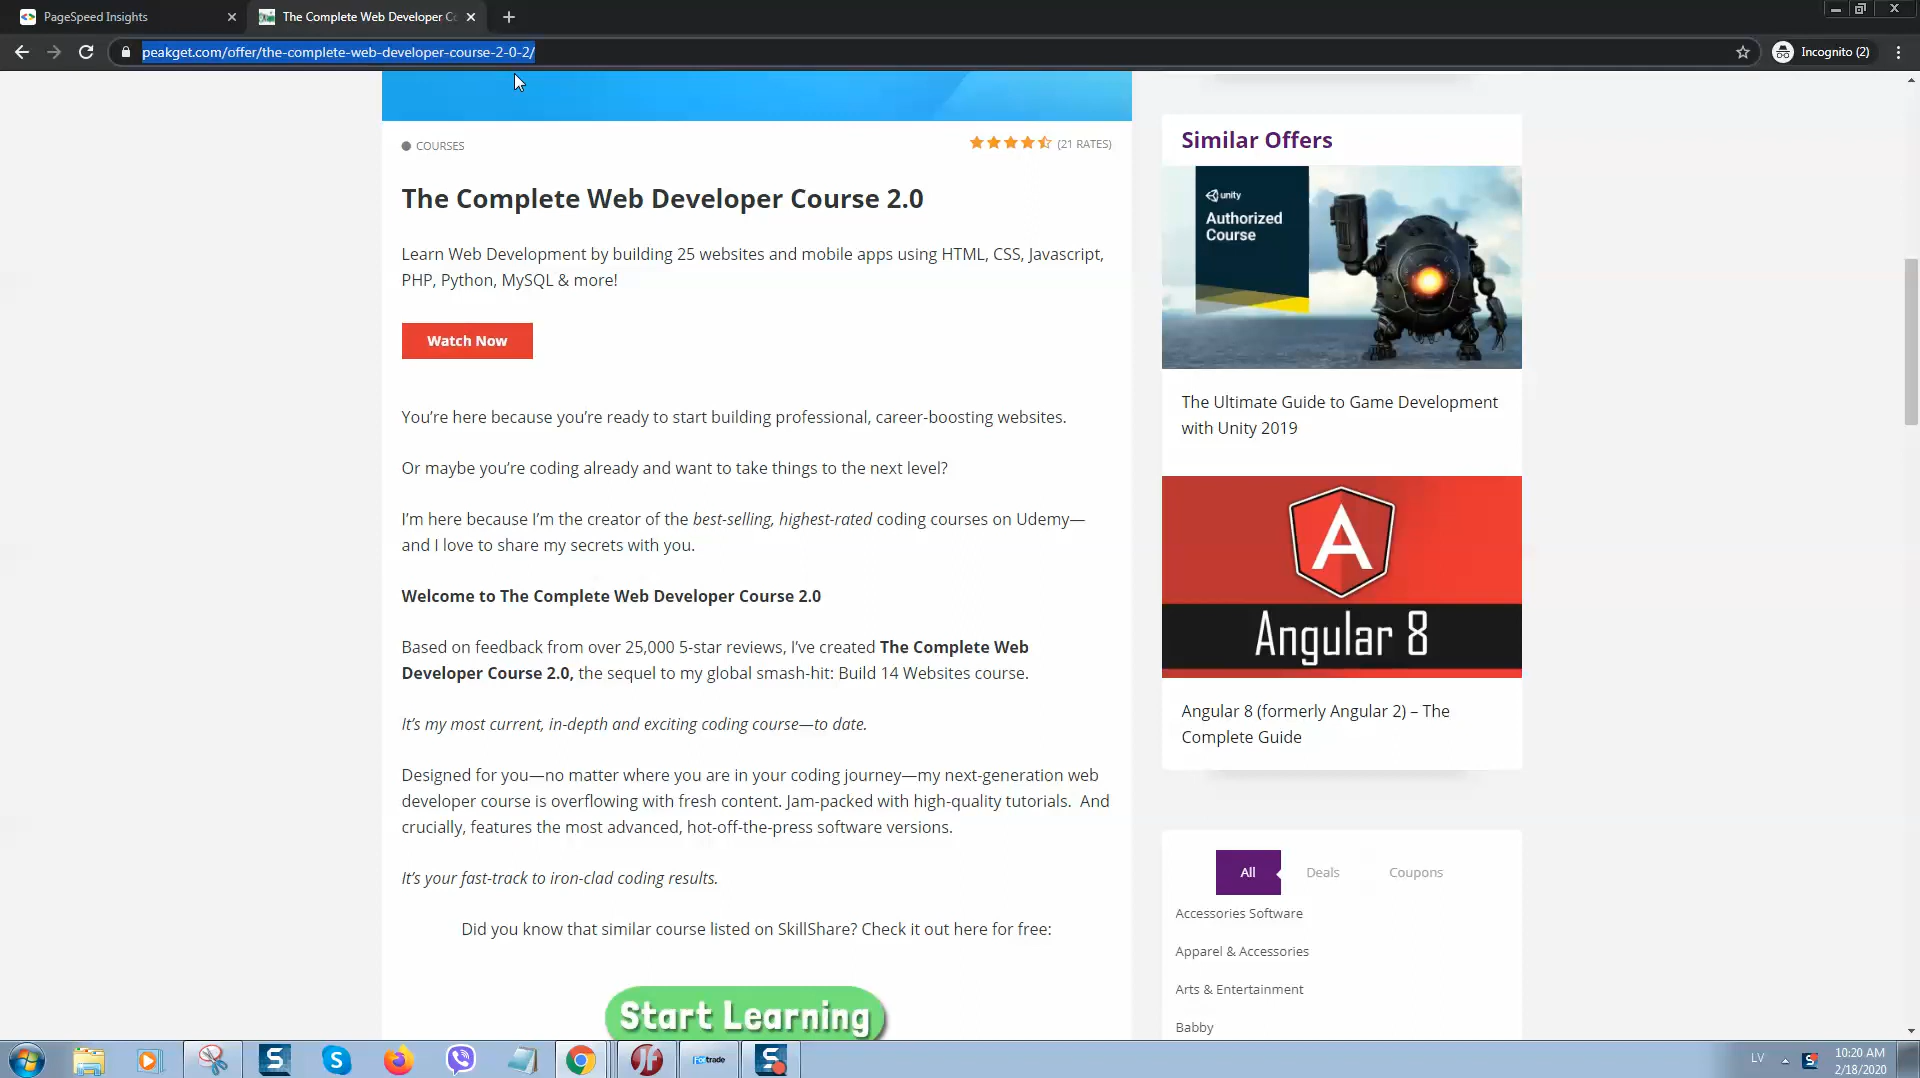 PageSpeed Insights
The Complete Web Developer Co
peakget.com/offer/the-complete-web-developer-course-2-0-2/
Incognito (2)
COURSES
(21 RATES)
The Complete Web Developer Course 2.0
Learn Web Development by building 25 websites and mobile apps using HTML, CSS, Javascript,
PHP, Python, MySQL & more!
Watch Now
You’re here because you’re ready to start building professional, career-boosting websites.
Or maybe you’re coding already and want to take things to the next level?
I’m here because I’m the creator of the best-selling, highest-rated coding courses on Udemy—
and I love to share my secrets with you.
Welcome to The Complete Web Developer Course 2.0
Based on feedback from over 25,000 5-star reviews, I’ve created The Complete Web
Developer Course 2.0, the sequel to my global smash-hit: Build 14 Websites course.
It’s my most current, in-depth and exciting coding course—to date.
Designed for you—no matter where you are in your coding journey—my next-generation web
developer course is overflowing with fresh content. Jam-packed with high-quality tutorials.  And
crucially, features the most advanced, hot-off-the-press software versions.
It’s your fast-track to iron-clad coding results.
Did you know that similar course listed on SkillShare? Check it out here for free:
Start Learning
Similar Offers
unity
Authorized
Course
The Ultimate Guide to Game Development
with Unity 2019
A
Angular 8
Angular 8 (formerly Angular 2) – The
Complete Guide
All
Deals
Coupons
Accessories Software
Apparel & Accessories
Arts & Entertainment
Babby
LV
10:20 AM
2/18/2020